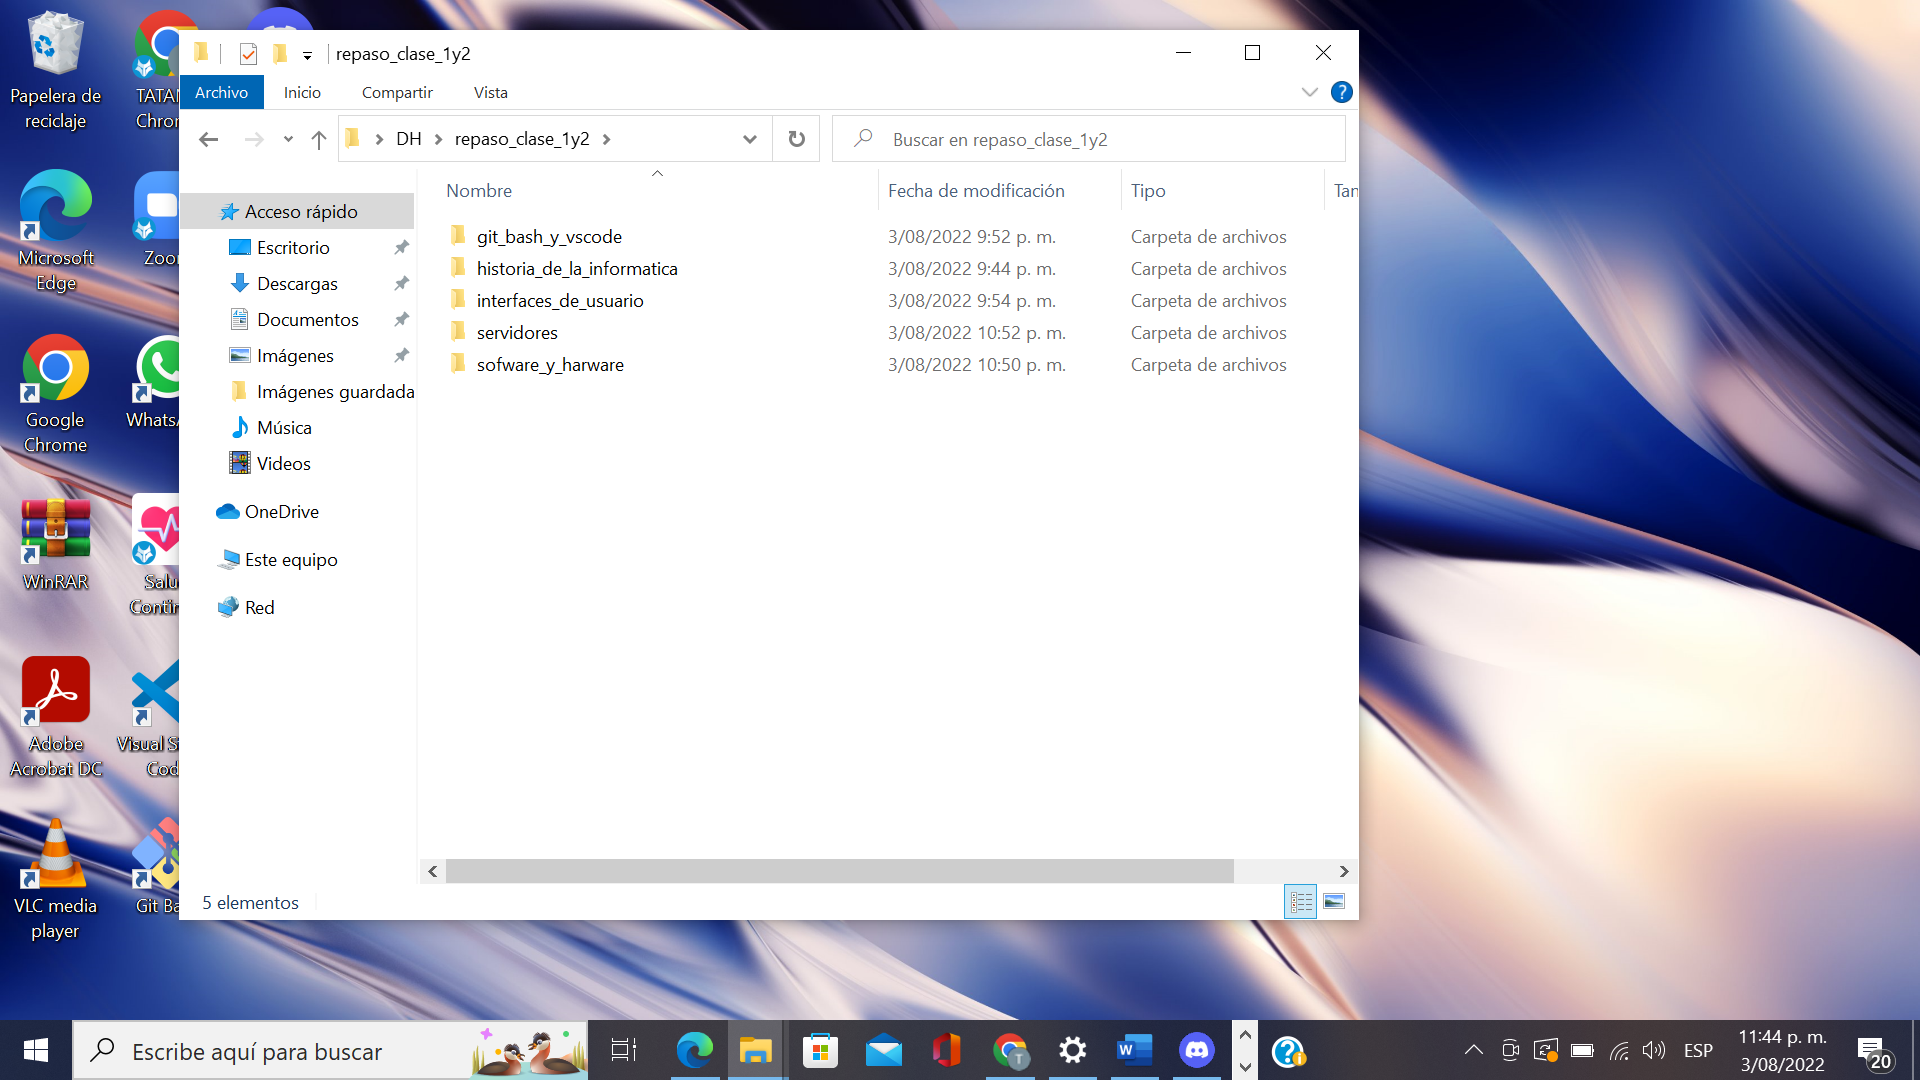 repaso_clase_1y2
Archivo Inicio Compartir Vista
DH repaso_clase_1y2
Buscar en repaso_clase_1y2
Nombre Fecha de modificación Tipo
git_bash_y_vscode 3/08/2022 9:52 p. m. Carpeta de archivos
historia_de_la_informatica 3/08/2022 9:44 p. m. Carpeta de archivos
interfaces_de_usuario 3/08/2022 9:54 p. m. Carpeta de archivos
servidores 3/08/2022 10:52 p. m. Carpeta de archivos
sofware_y_harware 3/08/2022 10:50 p. m. Carpeta de archivos
Acceso rápido
Escritorio
Descargas
Documentos
Imágenes
Imágenes guardada
Música
Videos
OneDrive
Este equipo
Red
5 elementos
Papelera de
reciclaje
Microsoft
Edge
Google
Chrome
WinRAR
Adobe
Acrobat DC
VLC media
player
Visual
Git
Escribe aquí para buscar
ESP
11:44 p. m.
3/08/2022
20